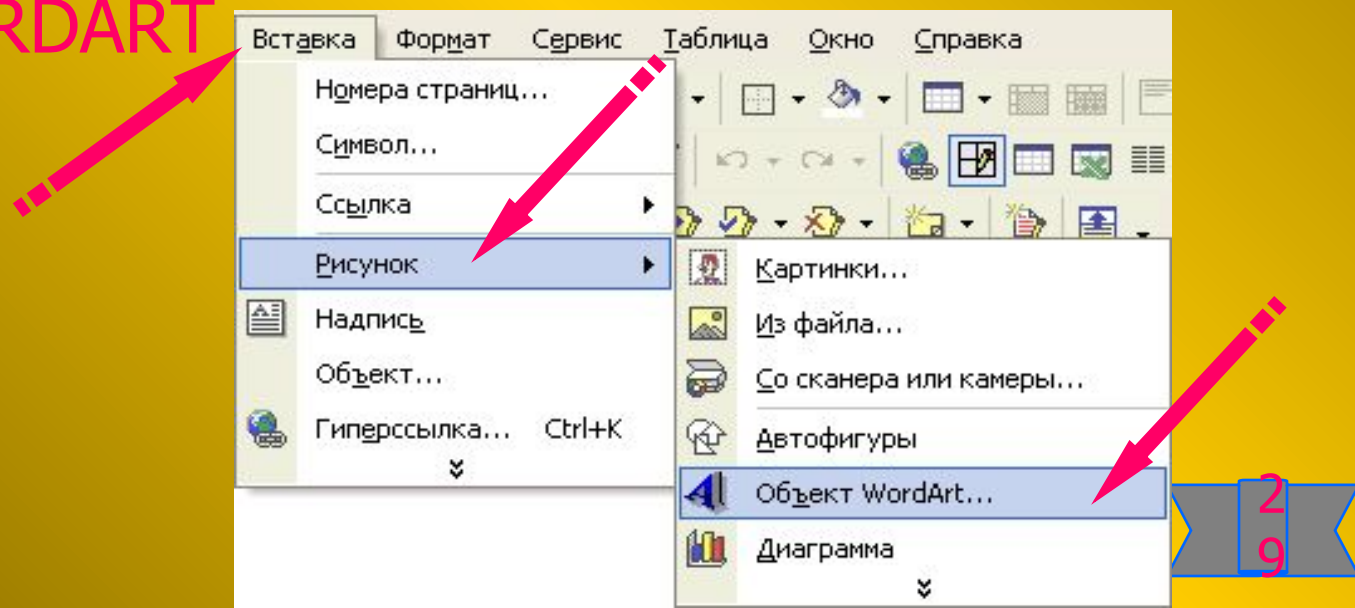 RDART
Вставка Формат Сервис Таблица Окно Справка
Номера страниц...
Символ...
Ссылка
Рисунок
Надпись
Объект...
Гиперссылка... Ctrl+K
Картинки...
Из файла...
Со сканера или камеры...
Автофигуры
Объект WordArt...
Диаграмма
2
9